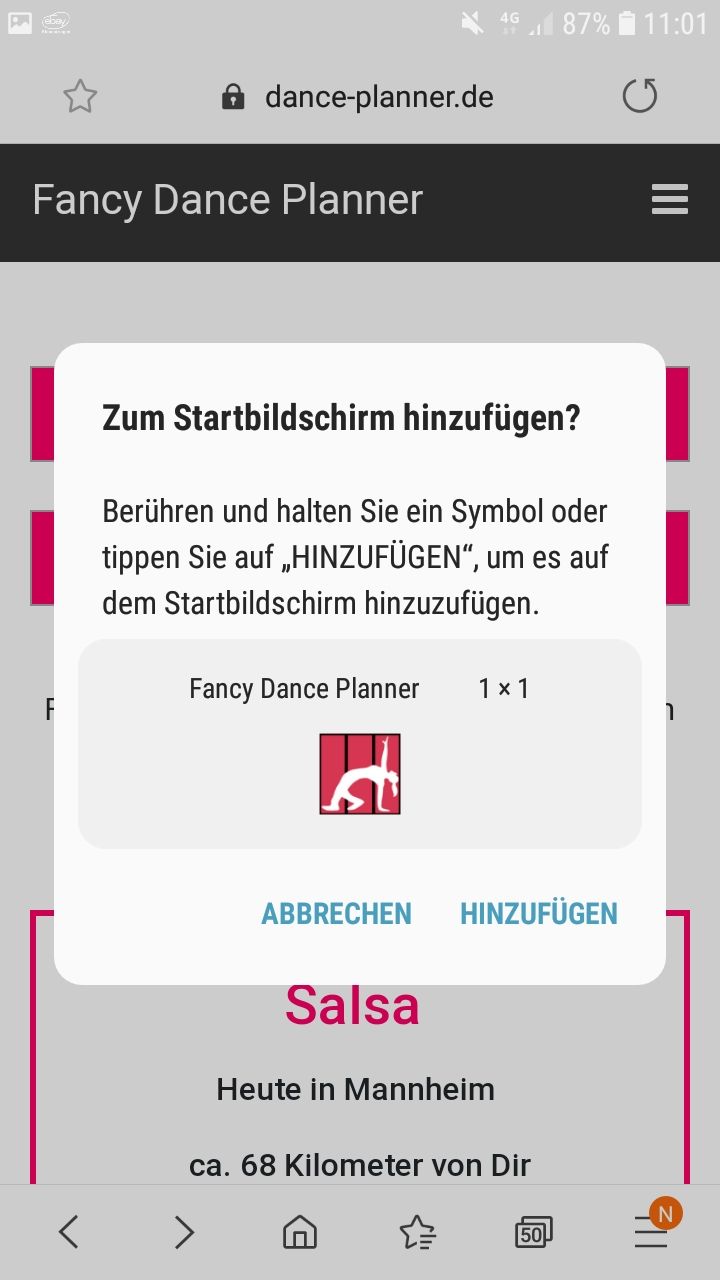 ebay
4G 87% 11:01
dance-planner.de
Fancy Dance Planner
Zum Startbildschirm hinzufügen?
Berühren und halten Sie ein Symbol oder
tippen Sie auf „HINZUFÜGEN“, um es auf
dem Startbildschirm hinzuzufügen.
Fancy Dance Planner 1 × 1
ABBRECHEN HINZUFÜGEN
Salsa
Heute in Mannheim
ca. 68 Kilometer von Dir
50
N